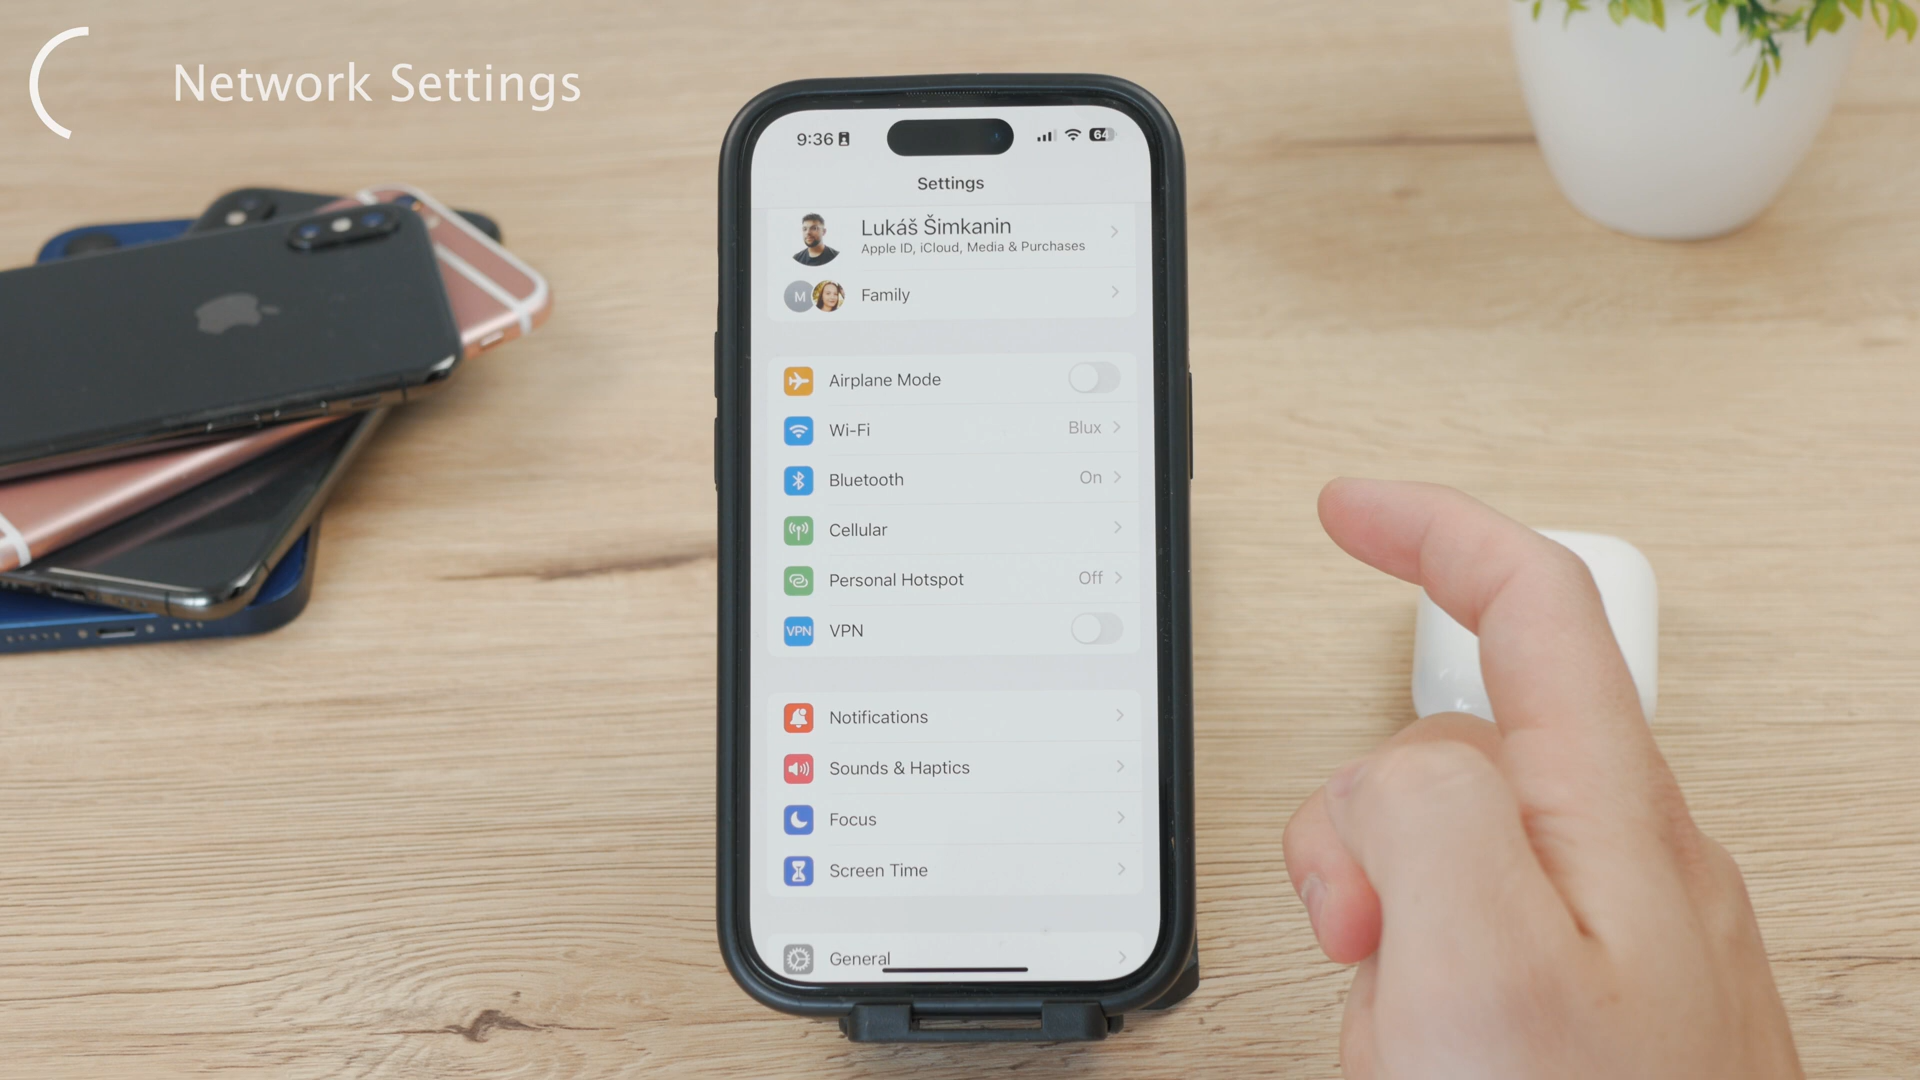 Network Settings
9:36
64
Settings
Lukáš Šimkanin
Apple ID, iCloud, Media & Purchases
M
Family
Airplane Mode
Wi-Fi Blux
Bluetooth On
Cellular
Personal Hotspot Off
VPN VPN
Notifications
Sounds & Haptics
Focus
Screen Time
General